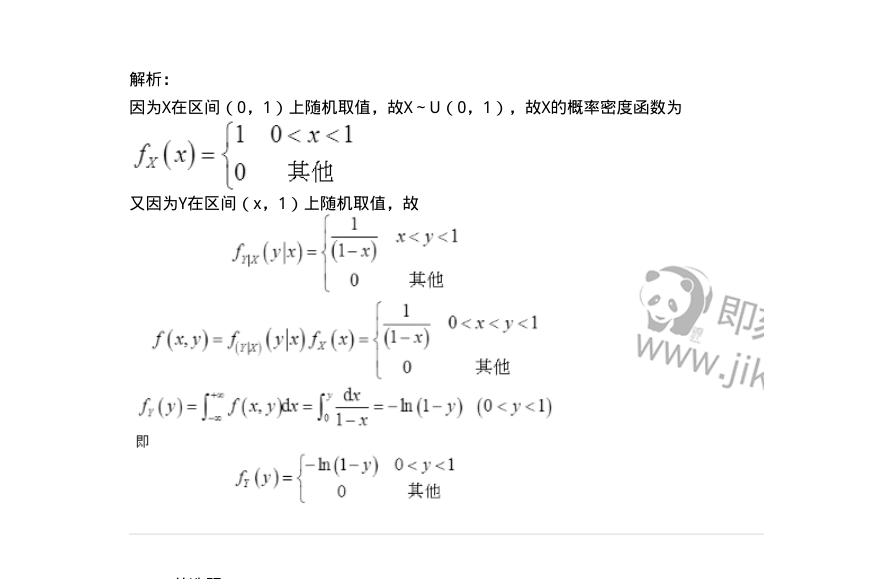 解析：
因为X在区间（0，1）上随机取值，故X～U（0，1），故X的概率密度函数为
f_X(x)={1 0<x<1
0 其他
又因为Y在区间（x，1）上随机取值，故
f_{Y|X}(y|x)={1/(1−x) x<y<1
0 其他
f(x,y)=f_{(Y|X)}(y|x)f_X(x)={1/(1−x) 0<x<y<1
0 其他
f_Y(y)=∫_{−∞}^{+∞}f(x,y)dx=∫_0^y dx/(1−x)=−ln(1−y) (0<y<1)
即
f_Y(y)={−ln(1−y) 0<y<1
0 其他
即
www.jik